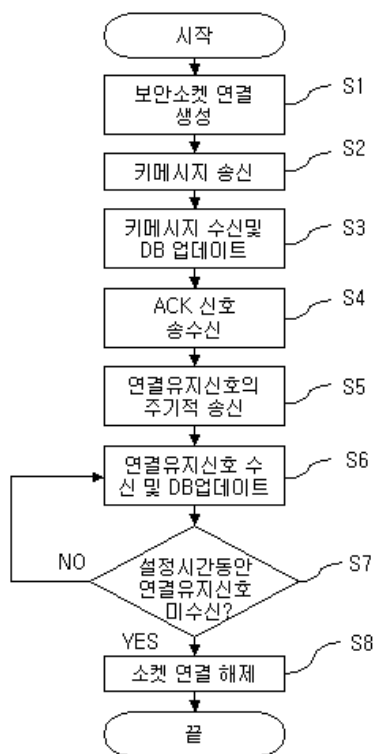 시작
보안소켓 연결
생성
S1
키메시지 송신
S2
키메시지 수신및
DB 업데이트
S3
ACK 신호
송수신
S4
연결유지신호의
주기적 송신
S5
연결유지신호 수
신 및 DB업데이트
S6
NO
설정시간동안
연결유지신호
미수신?
S7
YES
소켓 연결 해제
S8
끝